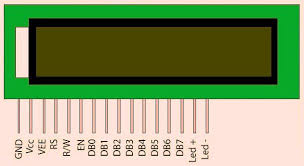 GND
Vcc
VEE
RS
R/W
EN
DB0
DB1
DB2
DB3
DB4
DB5
DB6
DB7
Led +
Led -